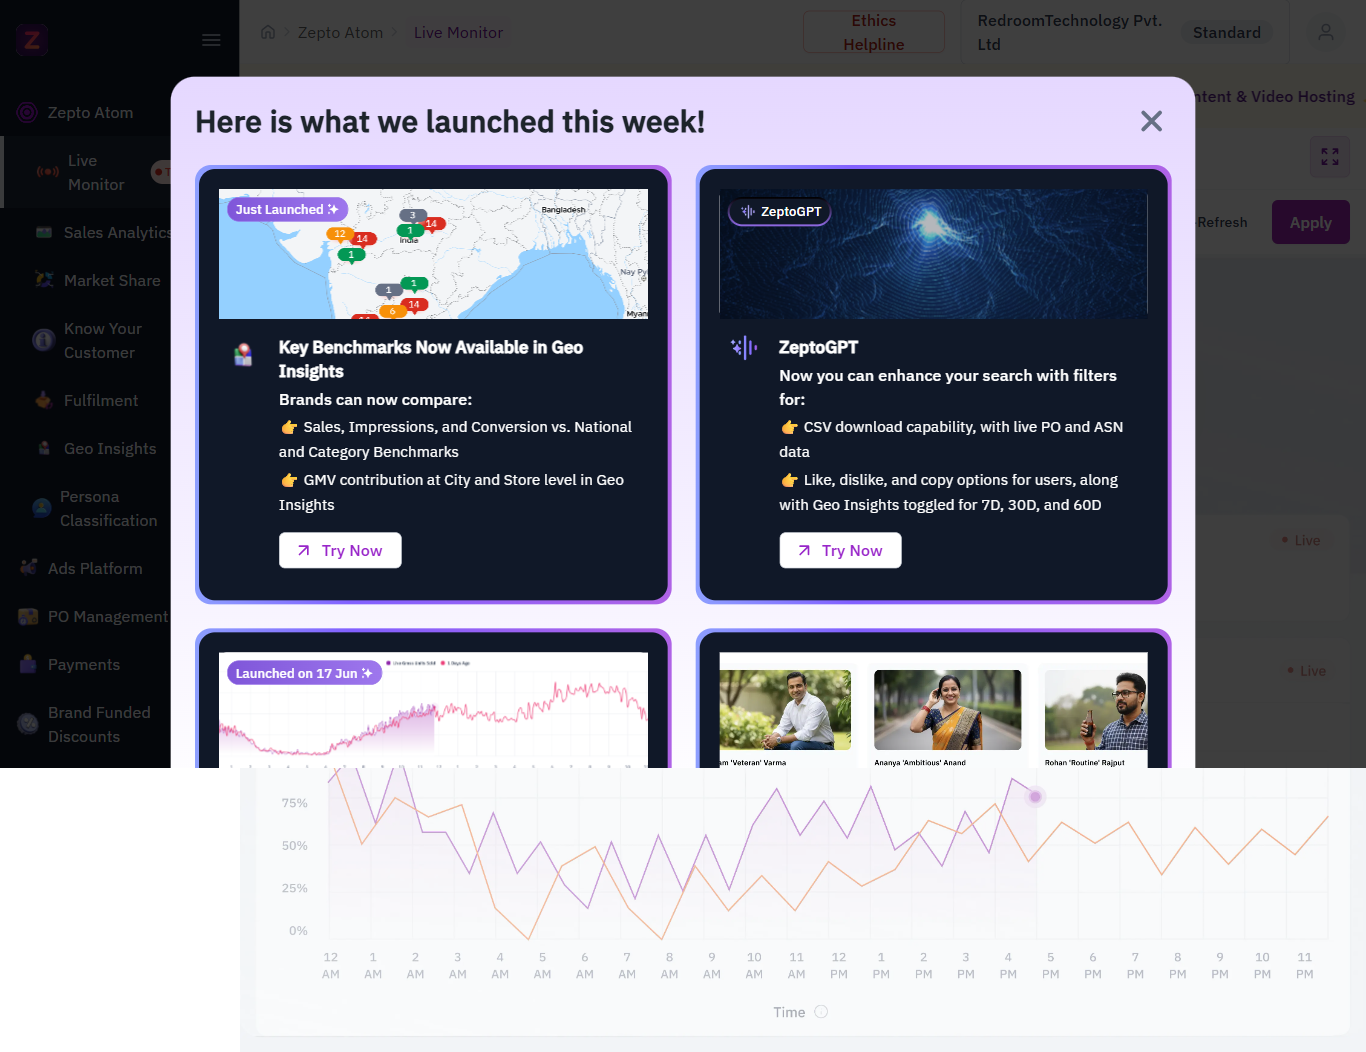 Z
Zepto Atom
Live Monitor
Ethics
Helpline
RedroomTechnology Pvt.
Ltd
Standard
Zepto Atom
Live
Monitor
Sales Analytics
Market Share
Know Your
Customer
Fulfilment
Geo Insights
Persona
Classification
Ads Platform
PO Management
Payments
Brand Funded
Discounts
ntent & Video Hosting
Refresh
Apply
Live
Live
Here is what we launched this week!
Just Launched
Bangladesh
India
Nay Py
Myanm
3
14
1
12
14
1
1
1
14
6
Key Benchmarks Now Available in Geo
Insights
Brands can now compare:
👉 Sales, Impressions, and Conversion vs. National
and Category Benchmarks
👉 GMV contribution at City and Store level in Geo
Insights
Try Now
ZeptoGPT
ZeptoGPT
Now you can enhance your search with filters
for:
👉 CSV download capability, with live PO and ASN
data
👉 Like, dislike, and copy options for users, along
with Geo Insights toggled for 7D, 30D, and 60D
Try Now
Launched on 17 Jun
am 'Veteran' Varma
Ananya 'Ambitious' Anand
Rohan 'Routine' Rajput
75%
50%
25%
0%
12 AM
1 AM
2 AM
3 AM
4 AM
5 AM
6 AM
7 AM
8 AM
9 AM
10 AM
11 AM
12 PM
1 PM
2 PM
3 PM
4 PM
5 PM
6 PM
7 PM
8 PM
9 PM
10 PM
11 PM
Time